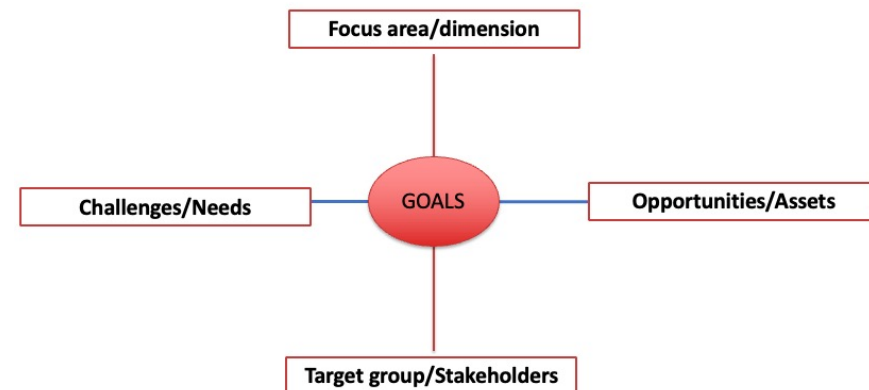 Focus area/dimension
Challenges/Needs
GOALS
Opportunities/Assets
Target group/Stakeholders